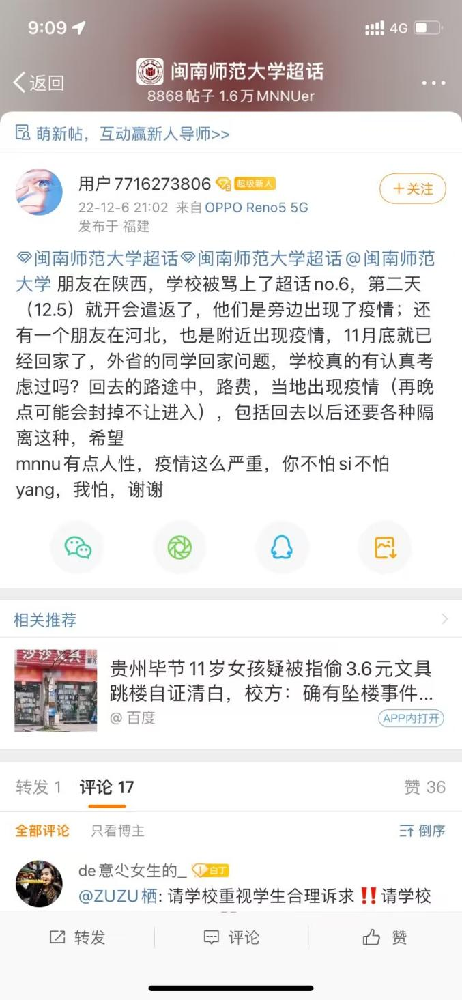 9:09
4G
返回
闽南师范大学超话
8868帖子 1.6万MNNUer
萌新帖，互动赢新人导师>>
用户7716273806
超级新人
+关注
22-12-6 21:02 来自 OPPO Reno5 5G
发布于 福建
闽南师范大学超话闽南师范大学超话@闽南师范
大学 朋友在陕西，学校被骂上了超话no.6，第二天
（12.5）就开会遣返了，他们是旁边出现了疫情；还
有一个朋友在河北，也是附近出现疫情，11月底就已
经回家了，外省的同学回家问题，学校真的有认真考
虑过吗？回去的路途中，路费，当地出现疫情（再晚
点可能会封掉不让进入），包括回去以后还要各种隔
离这种，希望
mnnu有点人性，疫情这么严重，你不怕si不怕
yang，我怕，谢谢
相关推荐
贵州毕节11岁女孩疑被指偷3.6元文具
跳楼自证清白，校方：确有坠楼事件...
@ 百度
APP内打开
转发 1 评论 17 赞 36
全部评论 只看博主 倒序
de意尐女生的_
白丁
@ZUZU栖: 请学校重视学生合理诉求‼️请学校
转发 评论 赞